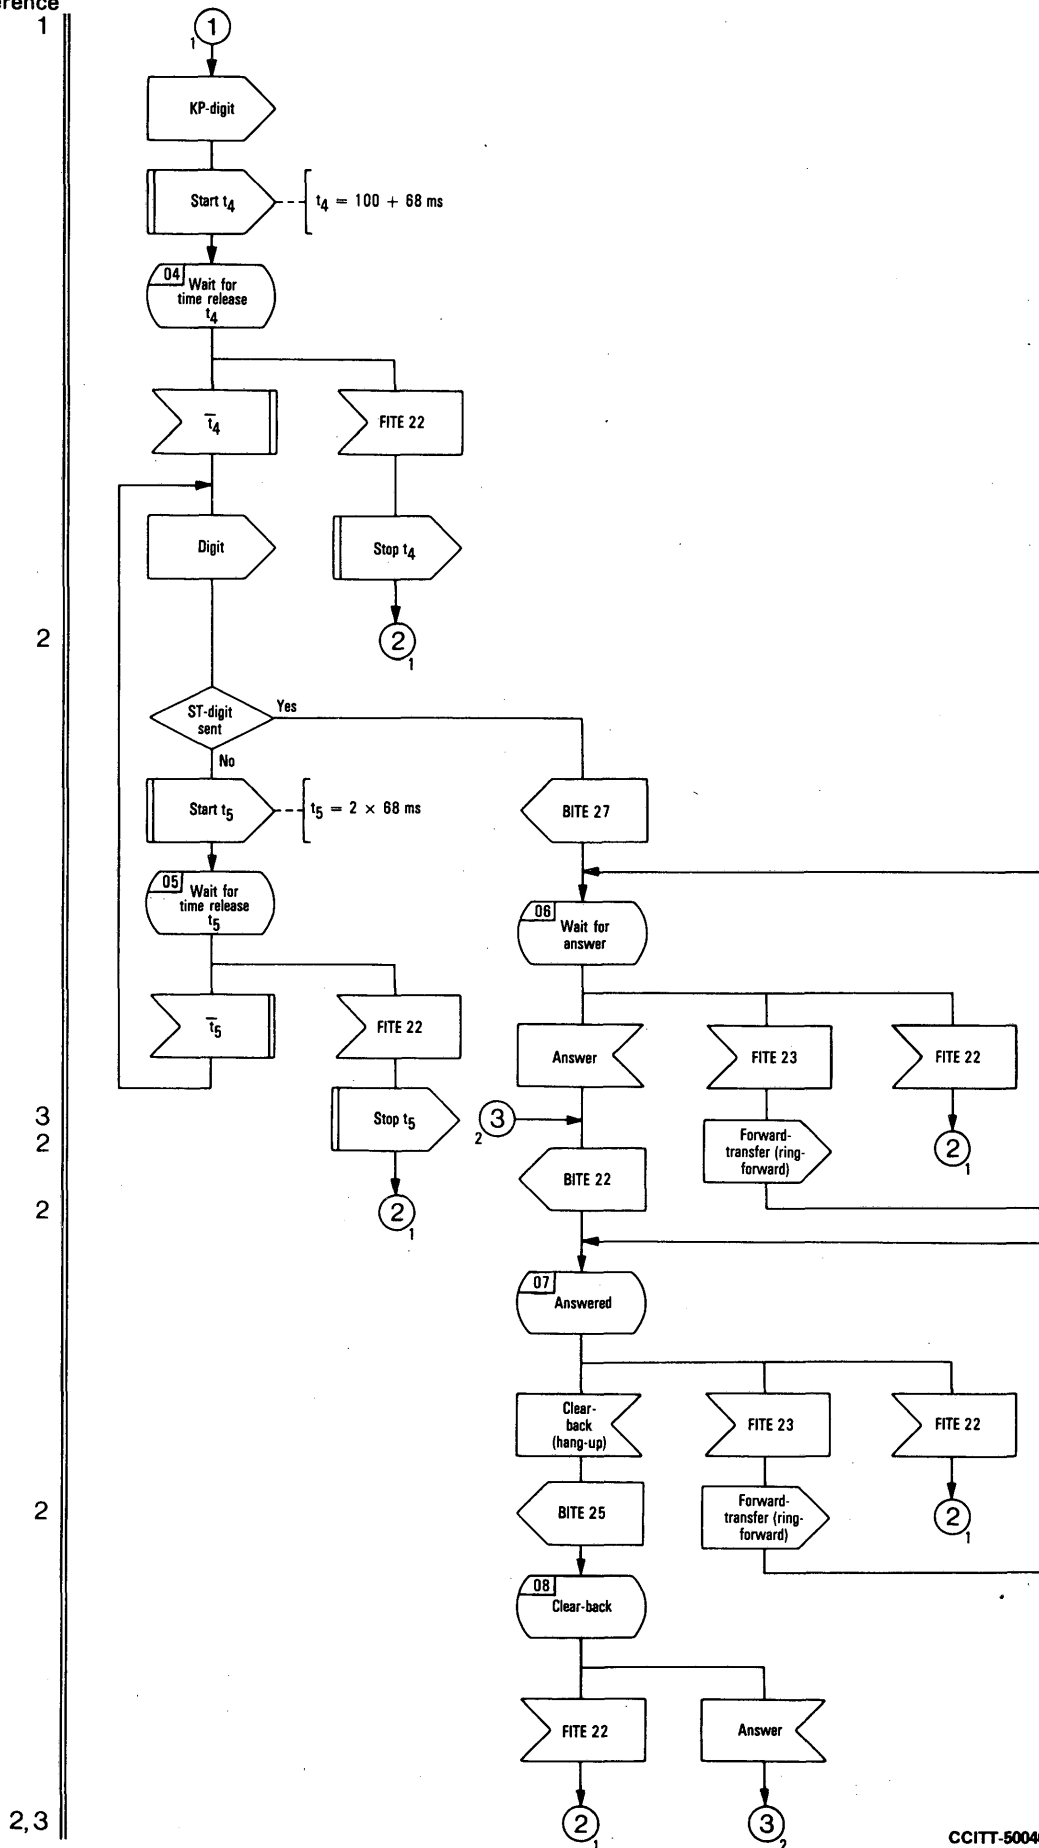 erence
1
1
1
KP-digit
Start t4
t4 = 100 + 68 ms
04
Wait for
time release
t4
t̅4
FITE 22
Digit
Stop t4
2
2
1
ST-digit
sent
Yes
No
Start t5
t5 = 2 × 68 ms
BITE 27
05
Wait for
time release
t5
06
Wait for
answer
t̅5
FITE 22
Answer
FITE 23
FITE 22
3
2
Stop t5
3
2
Forward-
transfer (ring-
forward)
2
1
BITE 22
2
2
1
07
Answered
Clear-
back
(hang-up)
FITE 23
FITE 22
2
BITE 25
Forward-
transfer (ring-
forward)
2
1
08
Clear-back
FITE 22
Answer
2,3
2
1
3
2